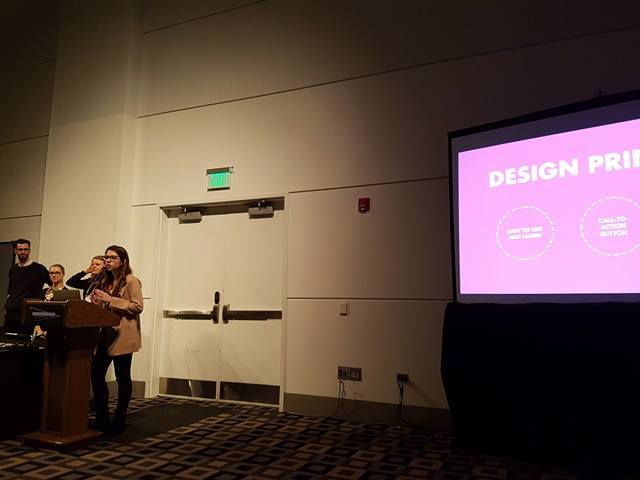 DESIGN PRIN
EASY TO USE
AND LEARN
CALL-TO-
ACTION
BUTTON